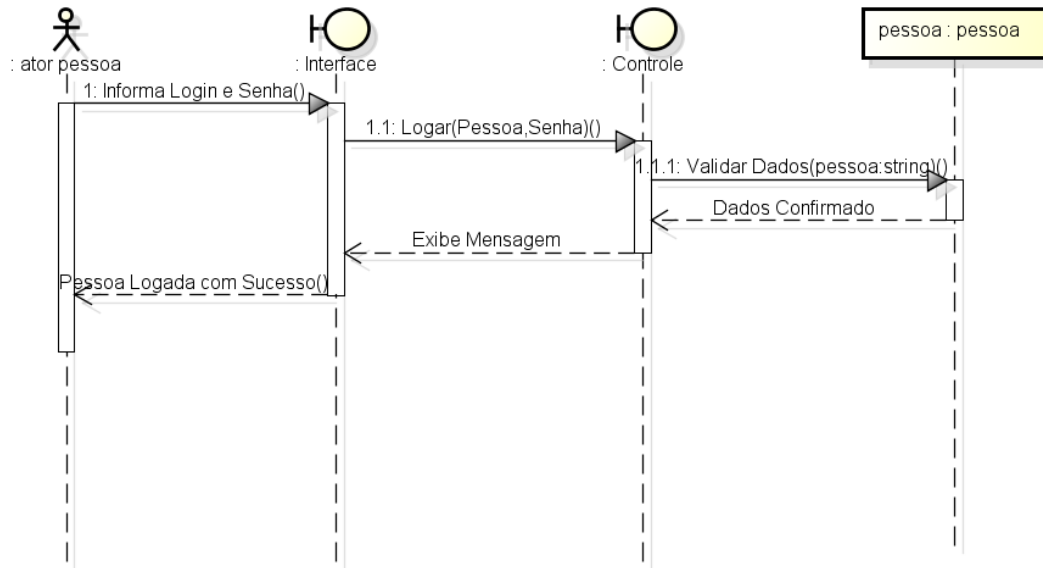 : ator pessoa
: Interface
: Controle
pessoa : pessoa
1: Informa Login e Senha()
1.1: Logar(Pessoa,Senha)()
1.1.1: Validar Dados(pessoa:string)()
Dados Confirmado
Exibe Mensagem
Pessoa Logada com Sucesso()